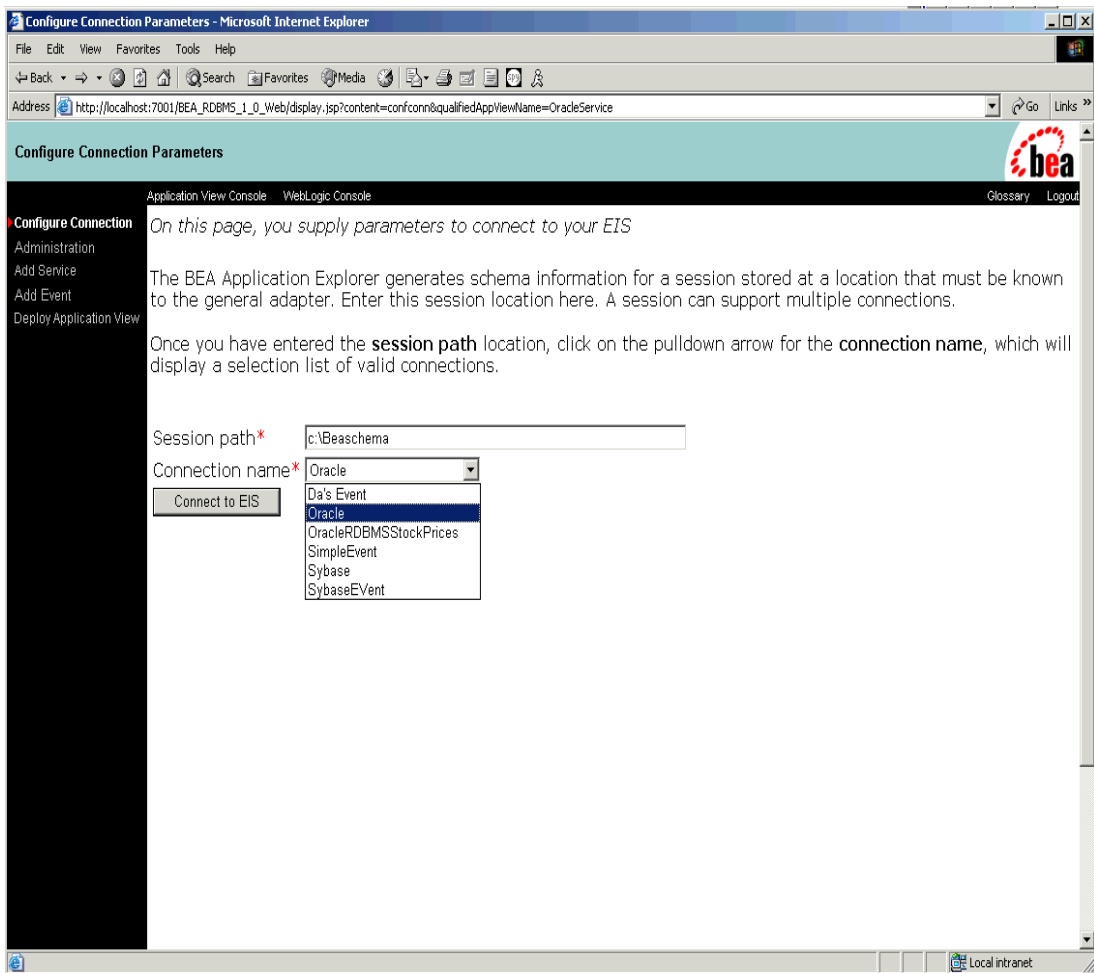 Configure Connection Parameters - Microsoft Internet Explorer
File Edit View Favorites Tools Help
Back Search Favorites Media
Address http://localhost:7001/BEA_RDBMS_1_0_Web/display.jsp?content=confconn&qualifiedAppViewName=OracleService Go Links »
Configure Connection Parameters
bea
Application View Console WebLogic Console Glossary Logout
Configure Connection
Administration
Add Service
Add Event
Deploy Application View
On this page, you supply parameters to connect to your EIS
The BEA Application Explorer generates schema information for a session stored at a location that must be known
to the general adapter. Enter this session location here. A session can support multiple connections.
Once you have entered the session path location, click on the pulldown arrow for the connection name, which will
display a selection list of valid connections.
Session path* c:\Beaschema
Connection name* Oracle
Connect to EIS
Da's Event
Oracle
OracleRDBMSStockPrices
SimpleEvent
Sybase
SybaseEVent
Local intranet